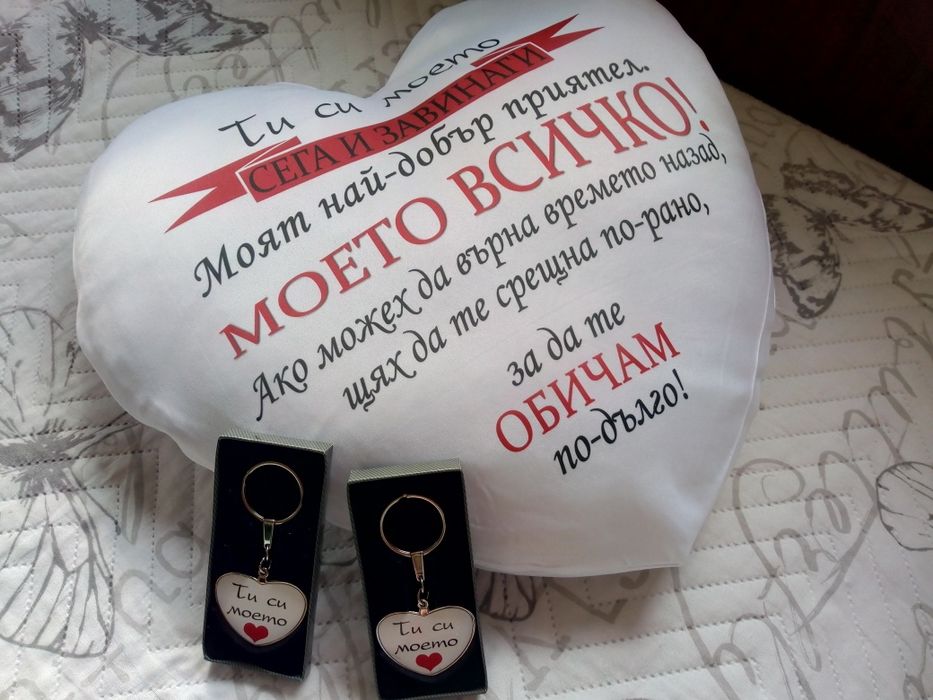 Ти си моето
СЕГА И ЗАВИНАГИ
Моят най-добър приятел.
МОЕТО ВСИЧКО!
Ако можех да върна времето назад,
щях да те срещна по-рано,
за да те
ОБИЧАМ
по-дълго!
Ти си
моето
Ти си
моето